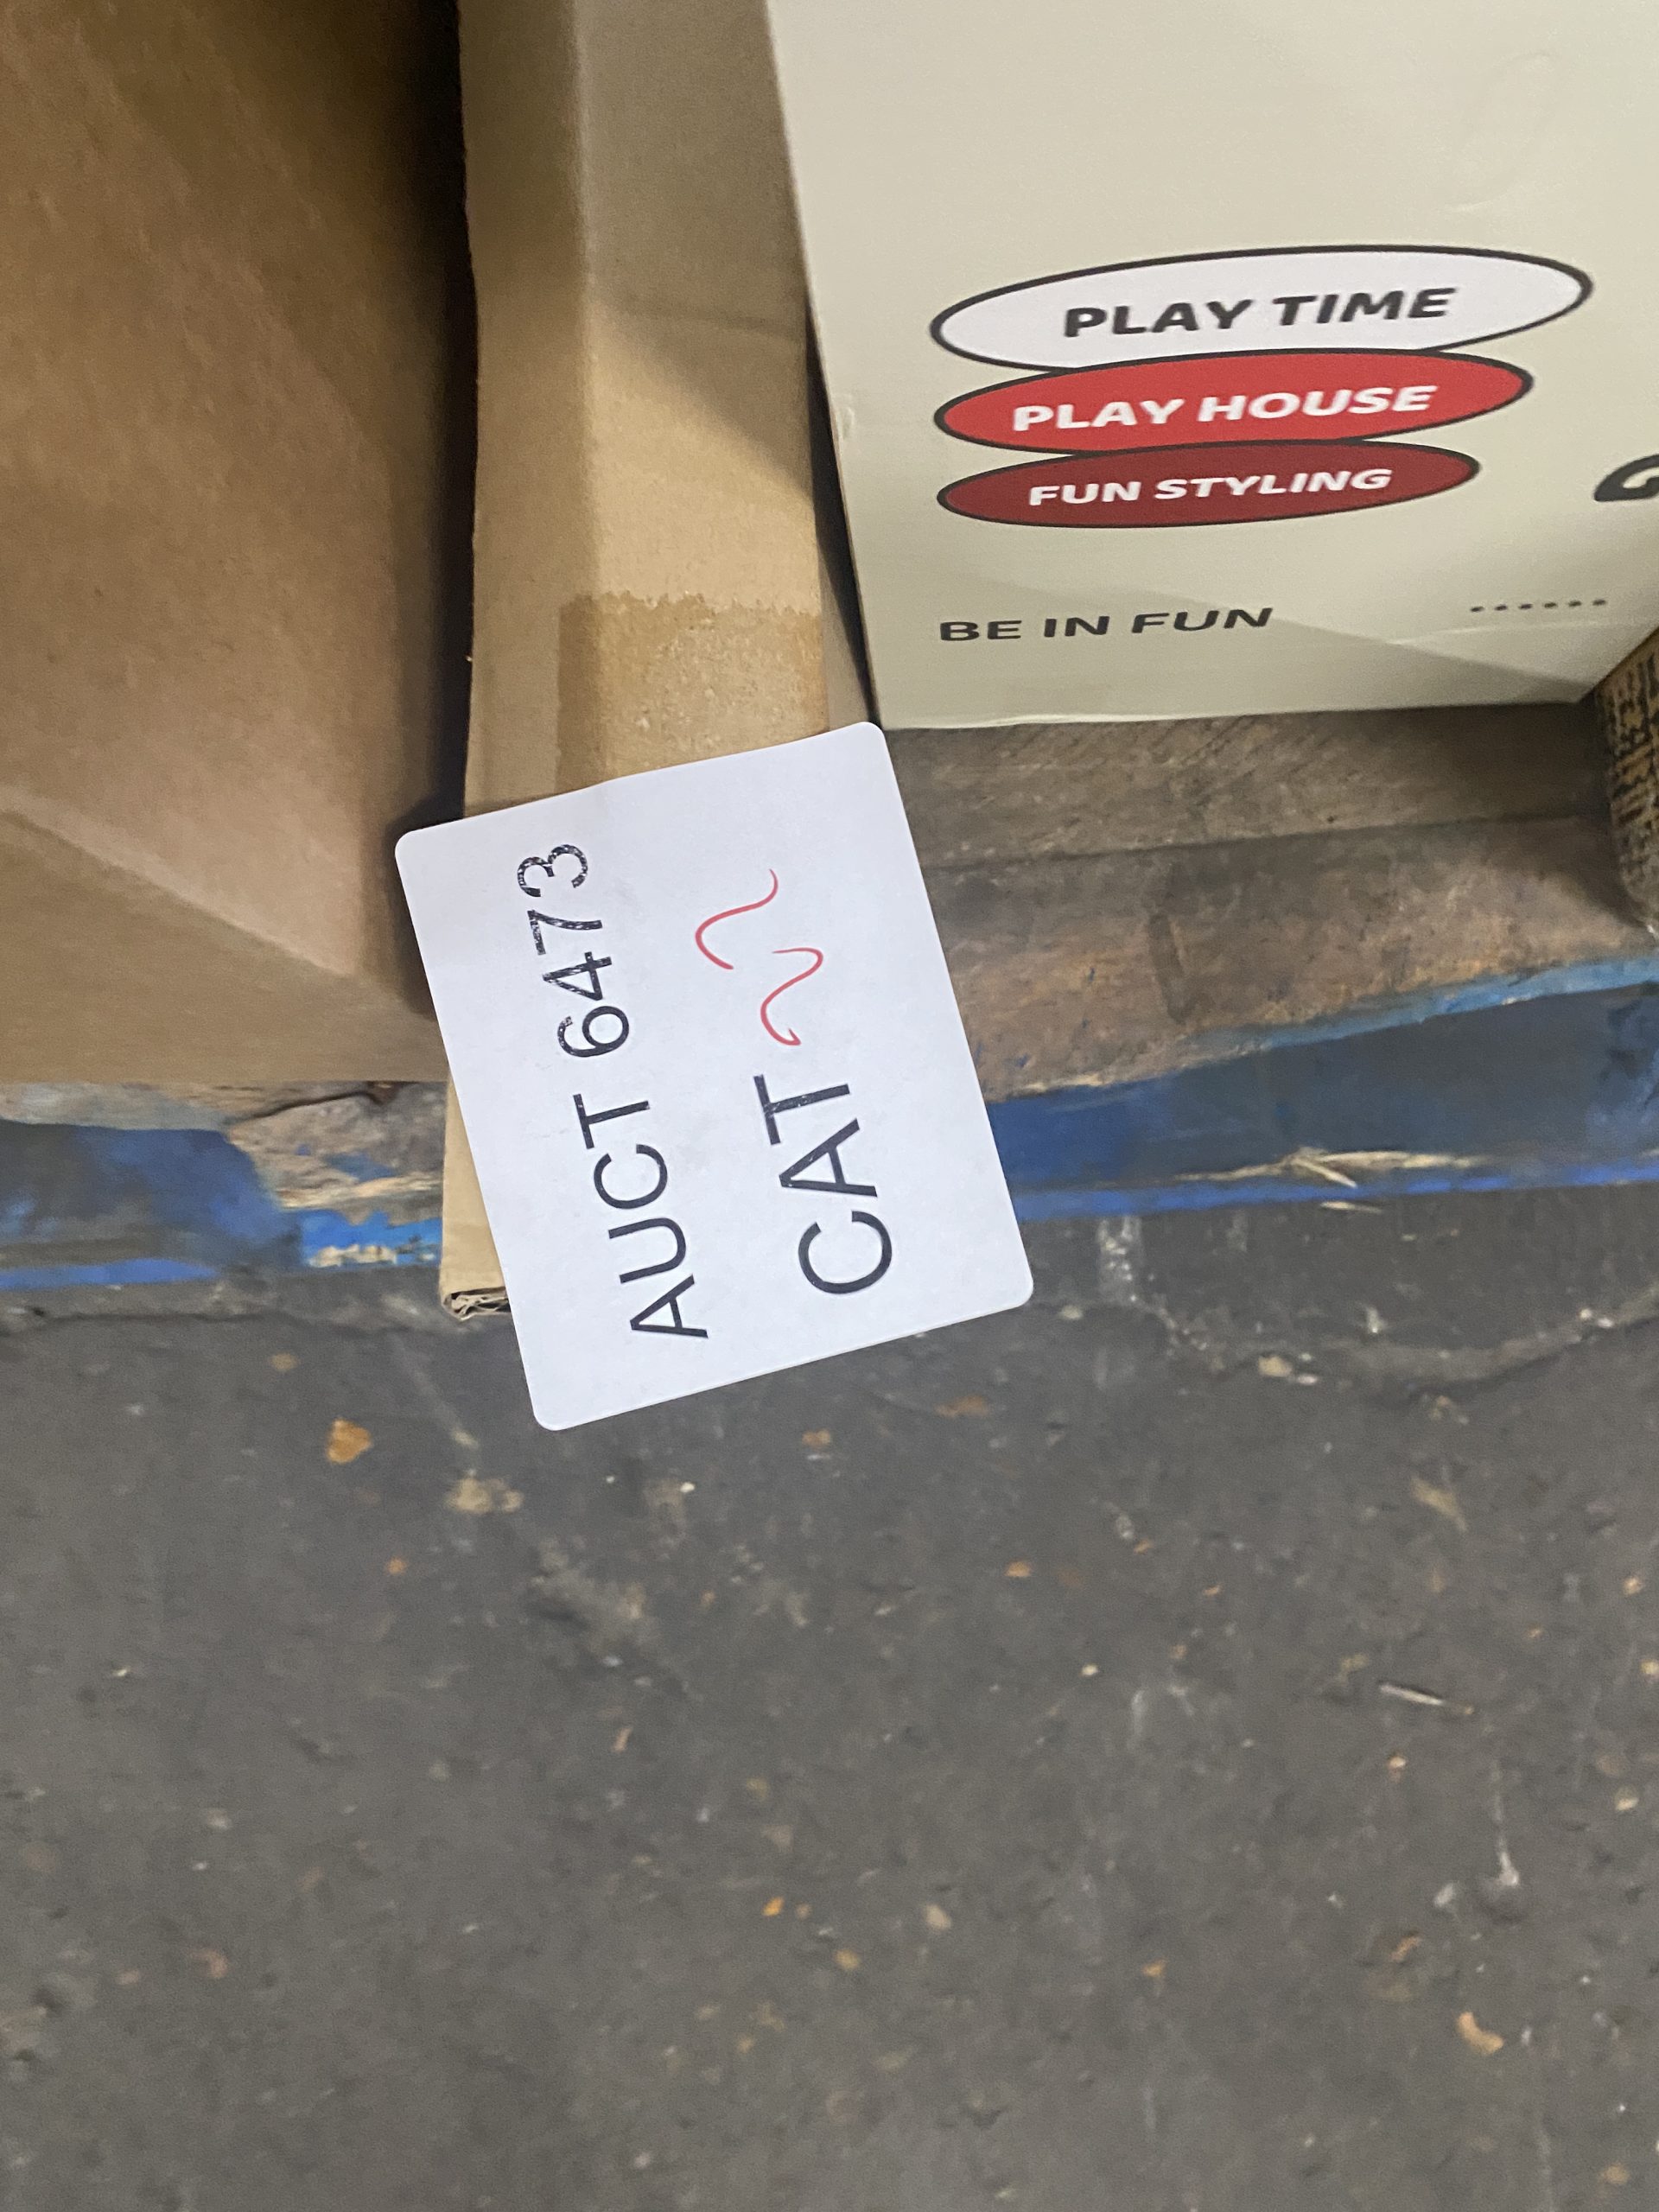 PLAY TIME
PLAY HOUSE
FUN STYLING
BE IN FUN
AUCT 6473
CAT